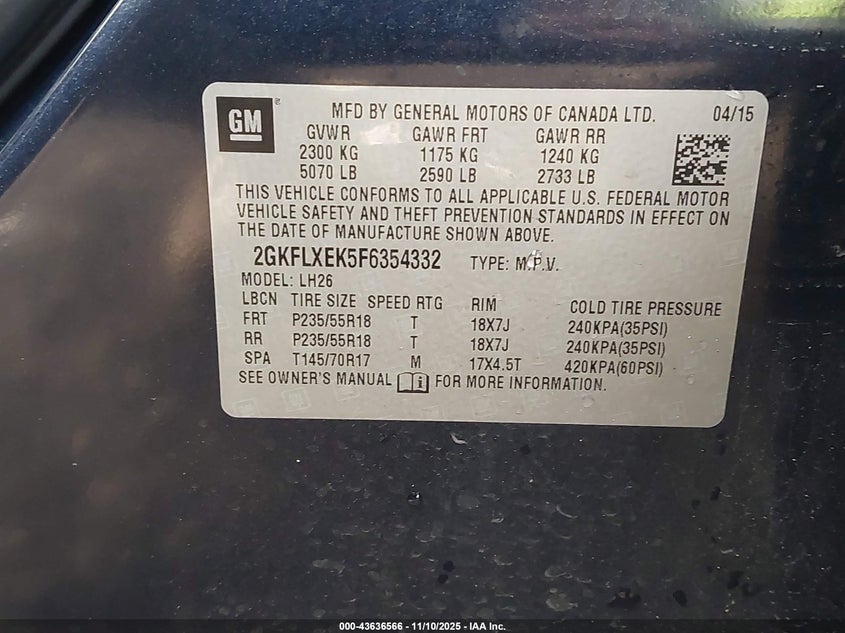 GM ® MFD BY GENERAL MOTORS OF CANADA LTD. 04/15
GVWR GAWR FRT GAWR RR
2300 KG 1175 KG 1240 KG
5070 LB 2590 LB 2733 LB
THIS VEHICLE CONFORMS TO ALL APPLICABLE U.S. FEDERAL MOTOR
VEHICLE SAFETY AND THEFT PREVENTION STANDARDS IN EFFECT ON
THE DATE OF MANUFACTURE SHOWN ABOVE.
2GKFLXEK5F6354332 TYPE: M.P.V.
MODEL: LH26
LBCN TIRE SIZE SPEED RTG RIM COLD TIRE PRESSURE
FRT P235/55R18 T 18X7J 240KPA(35PSI)
RR P235/55R18 T 18X7J 240KPA(35PSI)
SPA T145/70R17 M 17X4.5T 420KPA(60PSI)
SEE OWNER'S MANUAL i FOR MORE INFORMATION.
000-43636566 - 11/10/2025 - IAA Inc.